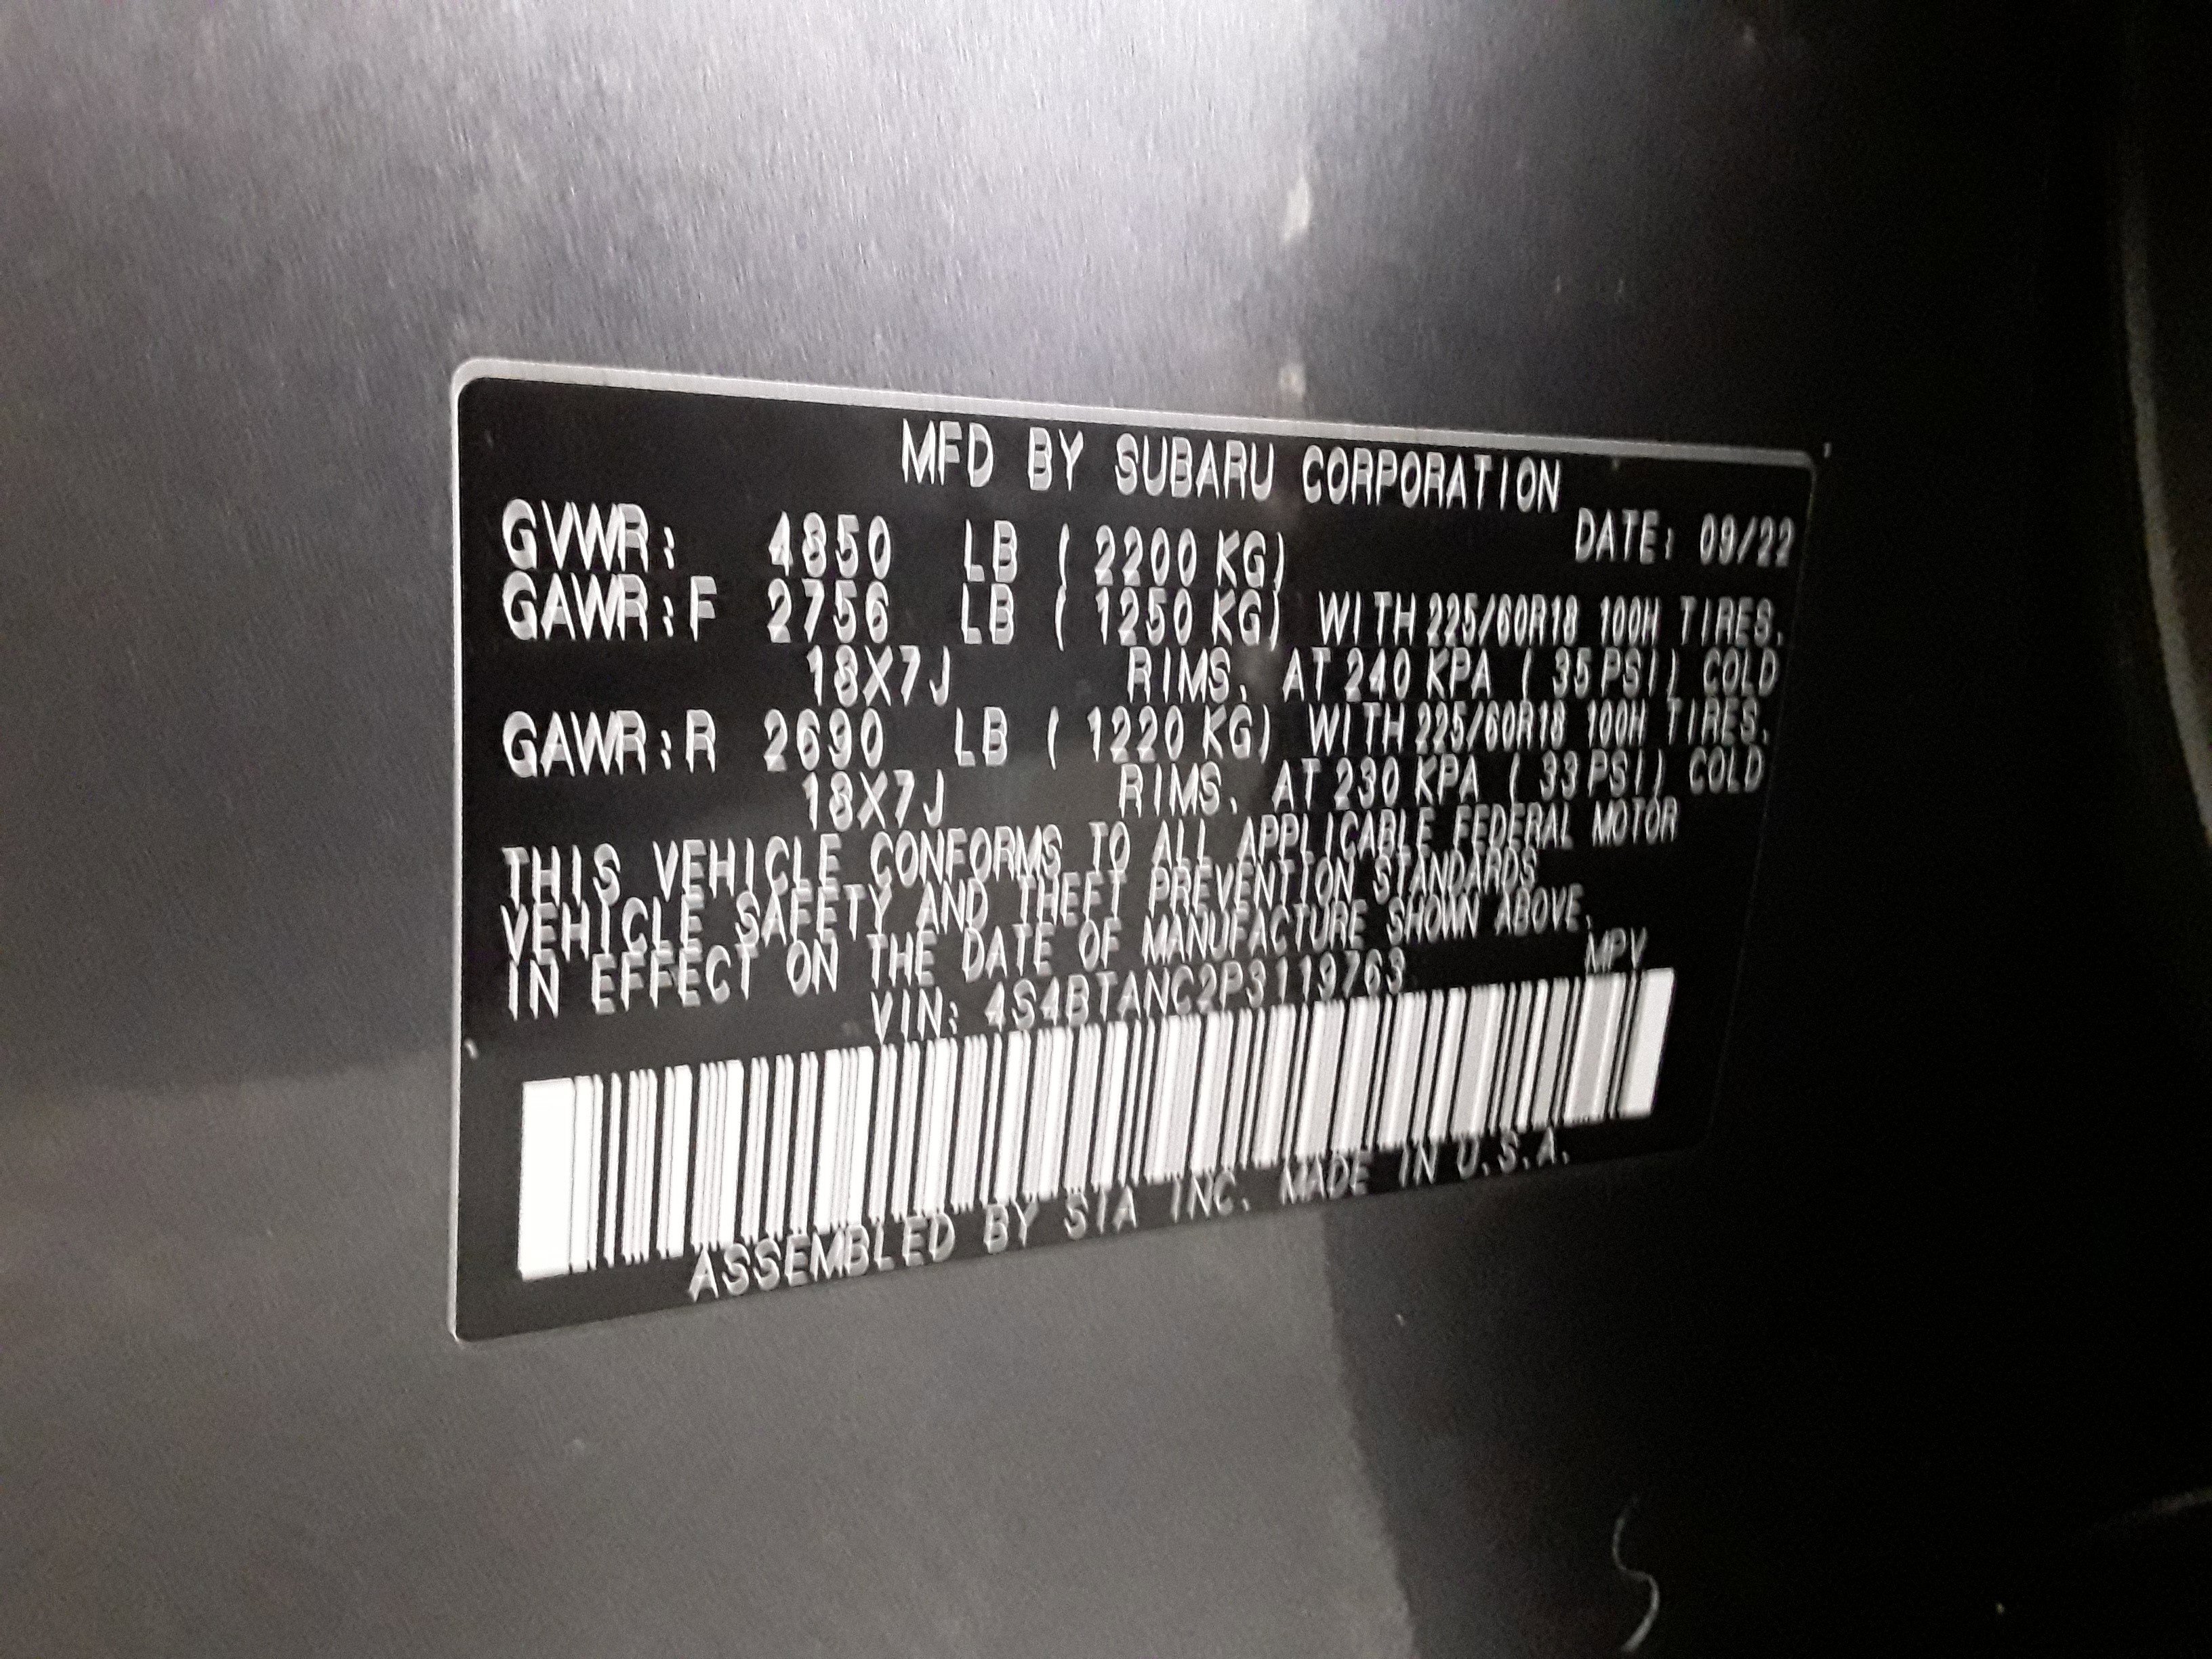 MFD BY SUBARU CORPORATION
DATE: 09/22
GVWR: 4850 LB ( 2200 KG)
GAWR:F 2756 LB ( 1250 KG) WITH 225/60R18 100H TIRES,
18X7J RIMS, AT 240 KPA ( 35 PSI) COLD
GAWR:R 2690 LB ( 1220 KG) WITH 225/60R18 100H TIRES,
18X7J RIMS, AT 230 KPA ( 33 PSI) COLD
THIS VEHICLE CONFORMS TO ALL APPLICABLE FEDERAL MOTOR
VEHICLE SAFETY AND THEFT PREVENTION STANDARDS
IN EFFECT ON THE DATE OF MANUFACTURE SHOWN ABOVE.
VIN: 4S4BTANC2P3119763 MPV
ASSEMBLED BY SIA INC. MADE IN U.S.A.